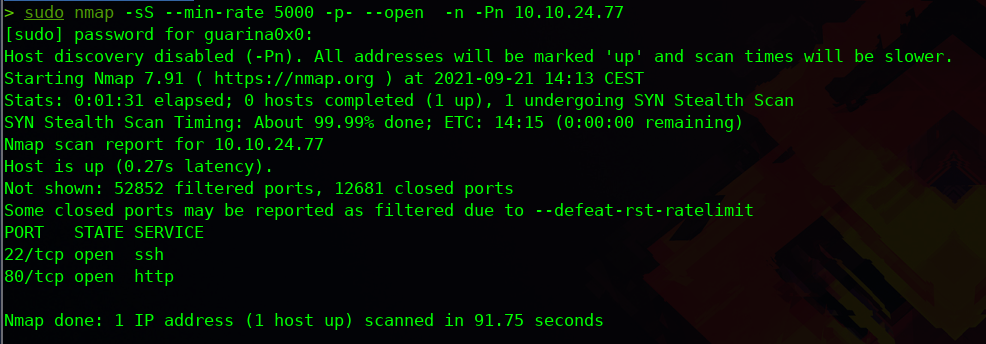 > sudo nmap -sS --min-rate 5000 -p- --open  -n -Pn 10.10.24.77
[sudo] password for guarina0x0:
Host discovery disabled (-Pn). All addresses will be marked 'up' and scan times will be slower.
Starting Nmap 7.91 ( https://nmap.org ) at 2021-09-21 14:13 CEST
Stats: 0:01:31 elapsed; 0 hosts completed (1 up), 1 undergoing SYN Stealth Scan
SYN Stealth Scan Timing: About 99.99% done; ETC: 14:15 (0:00:00 remaining)
Nmap scan report for 10.10.24.77
Host is up (0.27s latency).
Not shown: 52852 filtered ports, 12681 closed ports
Some closed ports may be reported as filtered due to --defeat-rst-ratelimit
PORT   STATE SERVICE
22/tcp open  ssh
80/tcp open  http
Nmap done: 1 IP address (1 host up) scanned in 91.75 seconds